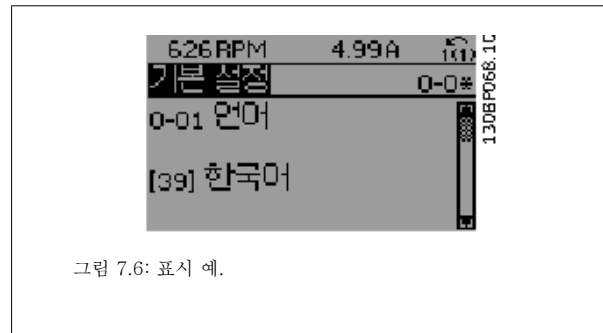 626 RPM 4.99 A 1(1)
기본 설정 0-0*
0-01 언어
[39] 한국어
130BP068.10
그림 7.6: 표시 예.